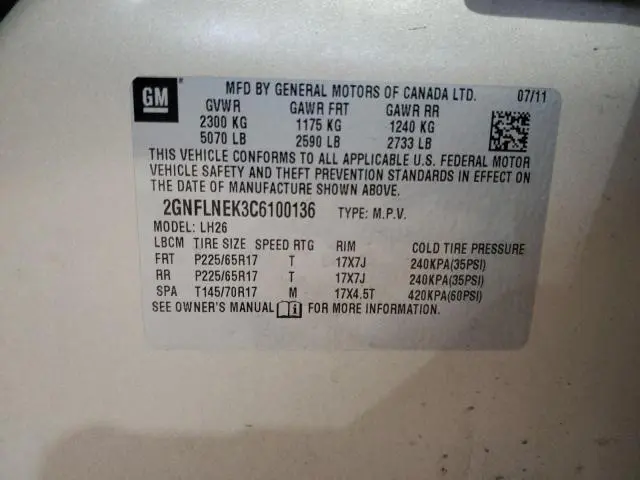 GM MFD BY GENERAL MOTORS OF CANADA LTD. 07/11
GVWR GAWR FRT GAWR RR
2300 KG 1175 KG 1240 KG
5070 LB 2590 LB 2733 LB
THIS VEHICLE CONFORMS TO ALL APPLICABLE U.S. FEDERAL MOTOR
VEHICLE SAFETY AND THEFT PREVENTION STANDARDS IN EFFECT ON
THE DATE OF MANUFACTURE SHOWN ABOVE.
2GNFLNEK3C6100136 TYPE: M.P.V.
MODEL: LH26
LBCM TIRE SIZE SPEED RTG RIM COLD TIRE PRESSURE
FRT P225/65R17 T 17X7J 240KPA(35PSI)
RR P225/65R17 T 17X7J 240KPA(35PSI)
SPA T145/70R17 M 17X4.5T 420KPA(60PSI)
SEE OWNER'S MANUAL FOR MORE INFORMATION.